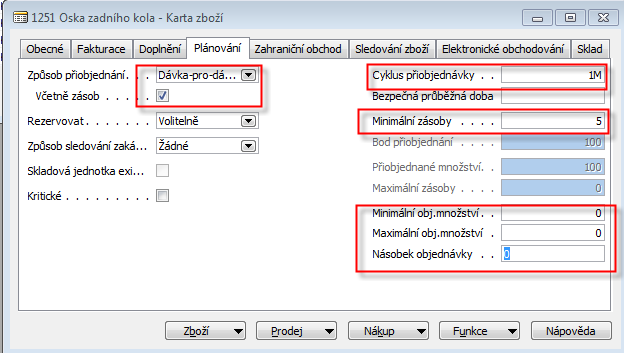 1251 Oska zadního kola - Karta zboží
Obecné Fakturace Doplnění Plánování Zahraniční obchod Sledování zboží Elektronické obchodování Sklad
Způsob přiobjednání. . . Dávka-pro-dá...
Včetně zásob . . . . .
Rezervovat . . . . . . . Volitelně
Způsob sledování zaká... Žádné
Skladová jednotka exi...
Kritické . . . . . . . . .
Cyklus přiobjednávky . . 1M
Bezpečná průběžná doba
Minimální zásoby . . . . 5
Bod přiobjednání . . . . 100
Přiobjednané množství. . 100
Maximální zásoby . . . . 0
Minimální obj.množství. . 0
Maximální obj.množství . 0
Násobek objednávky . . . 0
Zboží Prodej Nákup Funkce Nápověda